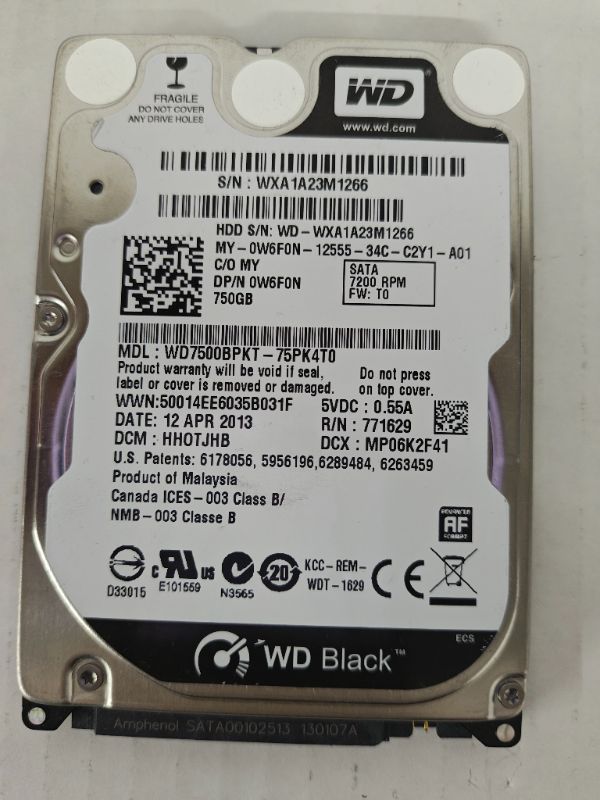 FRAGILE
DO NOT COVER
ANY DRIVE HOLES
WD
www.wd.com
S/N : WXA1A23M1266
HDD S/N: WD-WXA1A23M1266
MY-0W6F0N-12555-34C-C2Y1-A01
C/O MY
DP/N 0W6F0N
750GB
SATA
7200 RPM
FW: T0
MDL : WD7500BPKT-75PK4T0
Product warranty will be void if seal,
label or cover is removed or damaged.
Do not press
on top cover.
WWN:50014EE6035B031F
5VDC : 0.55A
DATE: 12 APR 2013
R/N : 771629
DCM : HHOTJHB
DCX : MP06K2F41
U.S. Patents: 6178056, 5956196,6289484, 6263459
Product of Malaysia
Canada ICES-003 Class B/
NMB-003 Classe B
ADVANCED
AF
FORMAT
D33015
c UR US
E101559
N3565
20
KCC-REM-
WDT-1629
CE
ECS
WD Black™
Amphenol SATA00102513 130107A